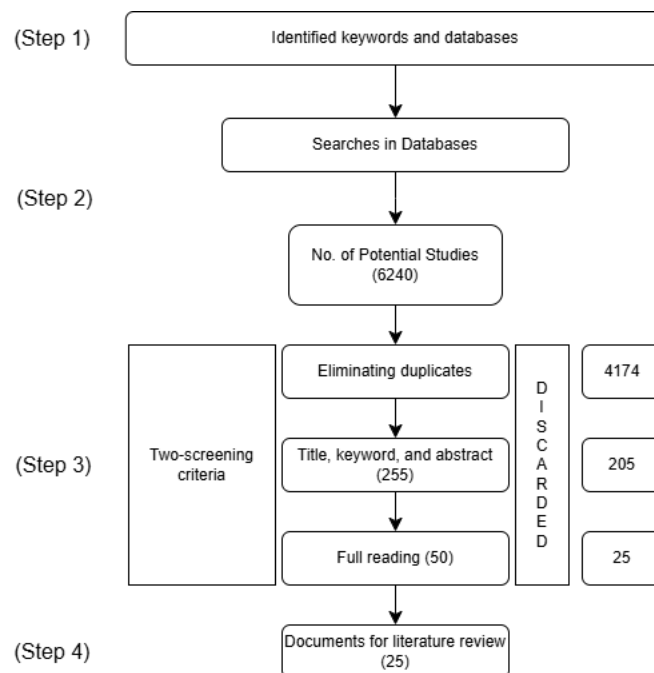 (Step 1)
Identified keywords and databases
Searches in Databases
(Step 2)
No. of Potential Studies
(6240)
Eliminating duplicates
4174
(Step 3)
Two-screening
criteria
Title, keyword, and abstract
(255)
DISCARDED
205
Full reading (50)
25
(Step 4)
Documents for literature review
(25)